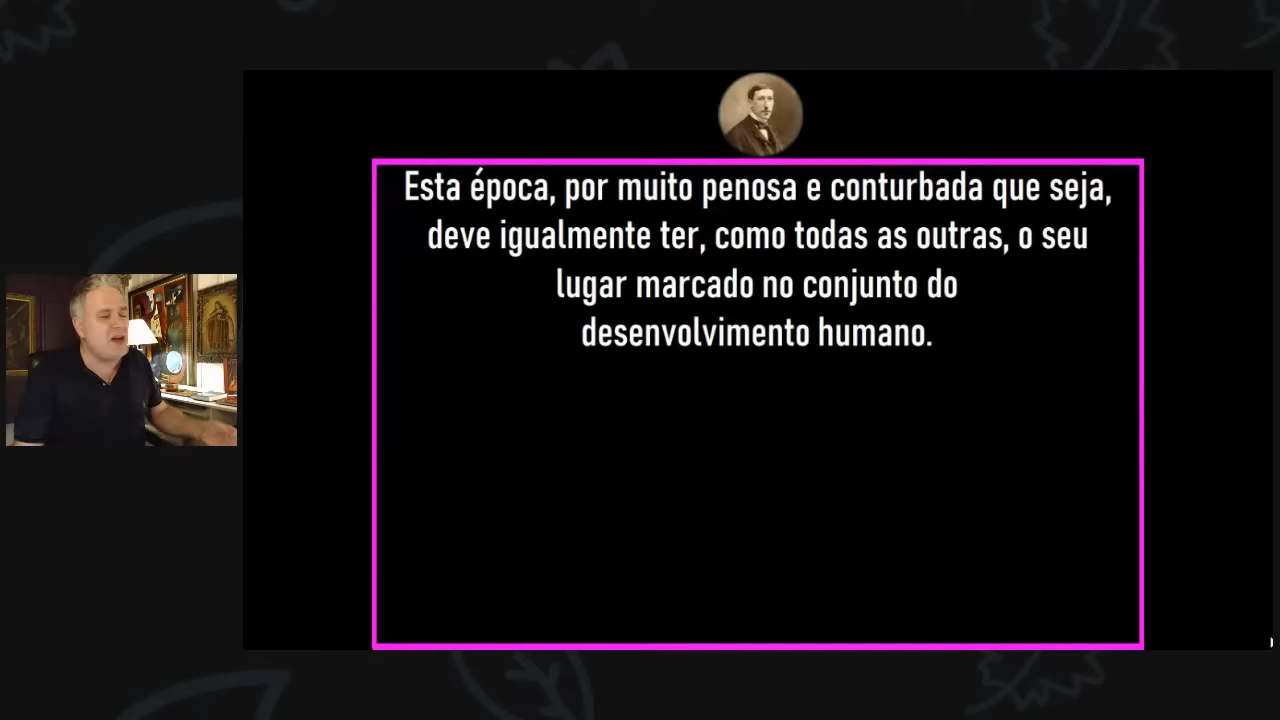 Esta época, por muito penosa e conturbada que seja,
deve igualmente ter, como todas as outras, o seu
lugar marcado no conjunto do
desenvolvimento humano.